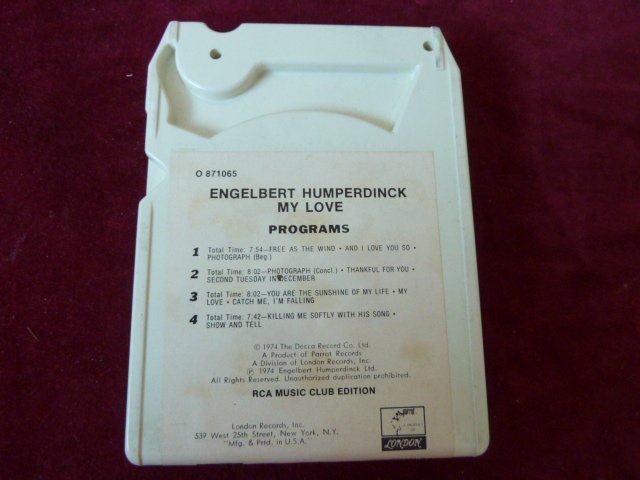 O 871065
ENGELBERT HUMPERDINCK
MY LOVE
PROGRAMS
1 Total Time: 7:54—FREE AS THE WIND • AND I LOVE YOU SO •
PHOTOGRAPH (Beg.)
2 Total Time: 8:02—PHOTOGRAPH (Concl.) • THANKFUL FOR YOU •
SECOND TUESDAY IN DECEMBER
3 Total Time: 8:02—YOU ARE THE SUNSHINE OF MY LIFE • MY
LOVE • CATCH ME, I'M FALLING
4 Total Time: 7:42—KILLING ME SOFTLY WITH HIS SONG •
SHOW AND TELL
© 1974 The Decca Record Co. Ltd.
A Product of Parrot Records
A Division of London Records, Inc.
℗ 1974 Engelbert Humperdinck Ltd.
All Rights Reserved. Unauthorized duplication prohibited.
RCA MUSIC CLUB EDITION
London Records, Inc.
539 West 25th Street, New York, N.Y.
"Mfg. & Prtd. in U.S.A."
LONDON